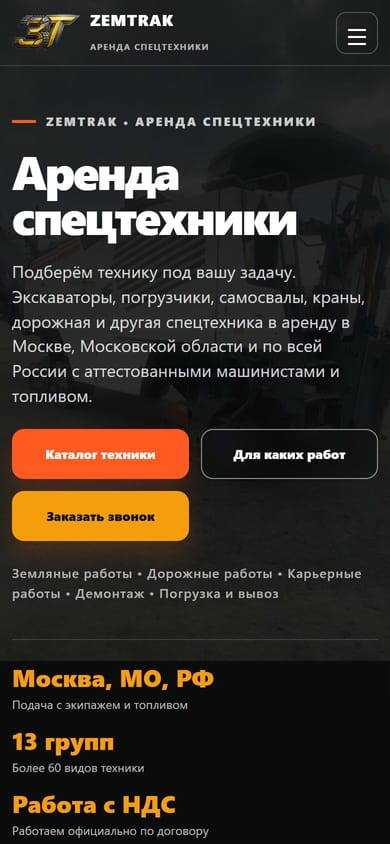 ЗТ
ZEMTRAK
АРЕНДА СПЕЦТЕХНИКИ
ZEMTRAK • АРЕНДА СПЕЦТЕХНИКИ
Аренда
спецтехники
Подберём технику под вашу задачу.
Экскаваторы, погрузчики, самосвалы, краны,
дорожная и другая спецтехника в аренду в
Москве, Московской области и по всей
России с аттестованными машинистами и
топливом.
Каталог техники
Для каких работ
Заказать звонок
Земляные работы • Дорожные работы • Карьерные
работы • Демонтаж • Погрузка и вывоз
Москва, МО, РФ
Подача с экипажем и топливом
13 групп
Более 60 видов техники
Работа с НДС
Работаем официально по договору